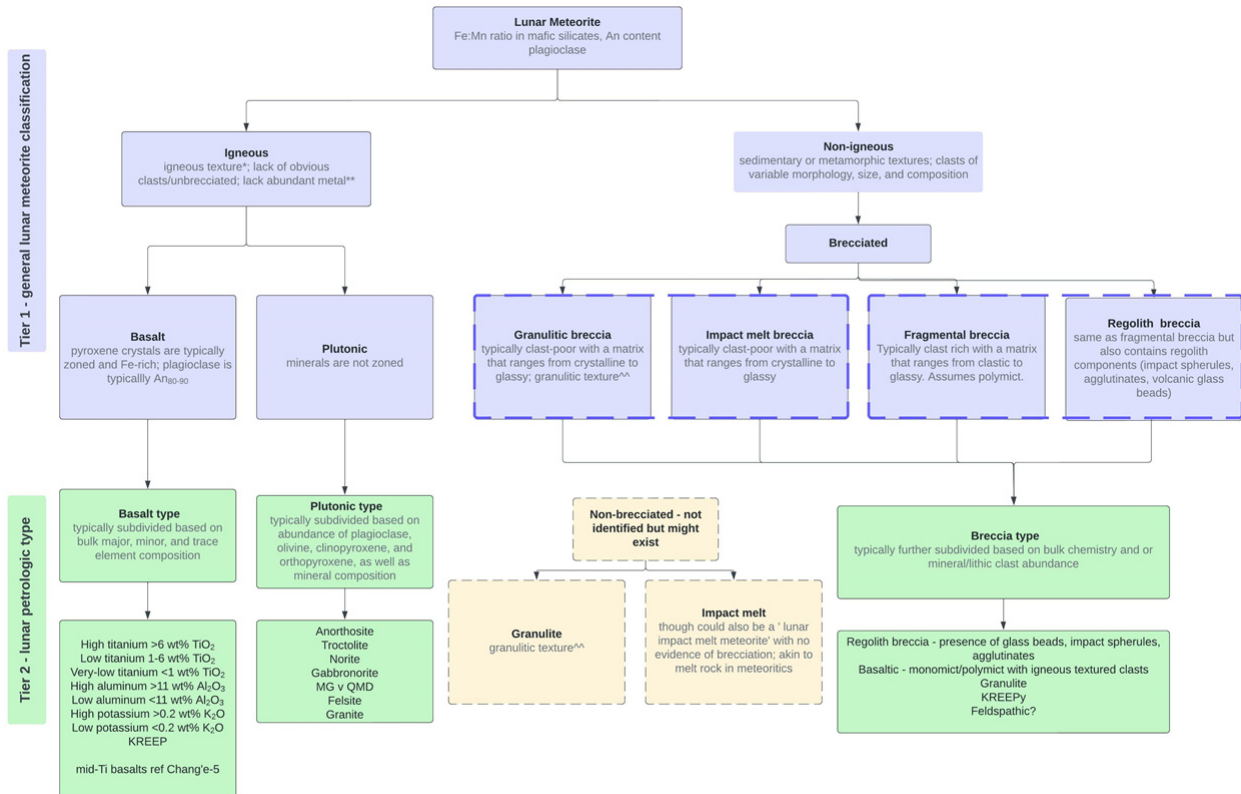 Tier 1 - general lunar meteorite classification
Lunar Meteorite
Fe:Mn ratio in mafic silicates, An content
plagioclase
Igneous
igneous texture*; lack of obvious
clasts/unbrecciated; lack abundant metal**
Non-igneous
sedimentary or metamorphic textures; clasts of
variable morphology, size, and composition
Brecciated
Basalt
pyroxene crystals are typically
zoned and Fe-rich; plagioclase is
typicallly An₈₀₋₉₀
Plutonic
minerals are not zoned
Granulitic breccia
typically clast-poor with a matrix
that ranges from crystalline to
glassy; granulitic texture^^
Impact melt breccia
typically clast-poor with a matrix
that ranges from crystalline to
glassy
Fragmental breccia
Typically clast rich with a matrix
that ranges from clastic to
glassy. Assumes polymict.
Regolith breccia
same as fragmental breccia but
also contains regolith
components (impact spherules,
agglutinates, volcanic glass
beads)
Tier 2 - lunar petrologic type
Basalt type
typically subdivided based on
bulk major, minor, and trace
element composition
Plutonic type
typically subdivided based on
abundance of plagioclase,
olivine, clinopyroxene, and
orthopyroxene, as well as
mineral composition
Non-brecciated - not
identified but might
exist
Breccia type
typically further subdivided based on bulk chemistry and or
mineral/lithic clast abundance
High titanium >6 wt% TiO₂
Low titanium 1-6 wt% TiO₂
Very-low titanium <1 wt% TiO₂
High aluminum >11 wt% Al₂O₃
Low aluminum <11 wt% Al₂O₃
High potassium >0.2 wt% K₂O
Low potassium <0.2 wt% K₂O
KREEP
mid-Ti basalts ref Chang'e-5
Anorthosite
Troctolite
Norite
Gabbronorite
MG v QMD
Felsite
Granite
Granulite
granulitic texture^^
Impact melt
though could also be a ' lunar
impact melt meteorite' with no
evidence of brecciation; akin to
melt rock in meteoritics
Regolith breccia - presence of glass beads, impact spherules,
agglutinates
Basaltic - monomict/polymict with igneous textured clasts
Granulite
KREEPy
Feldspathic?